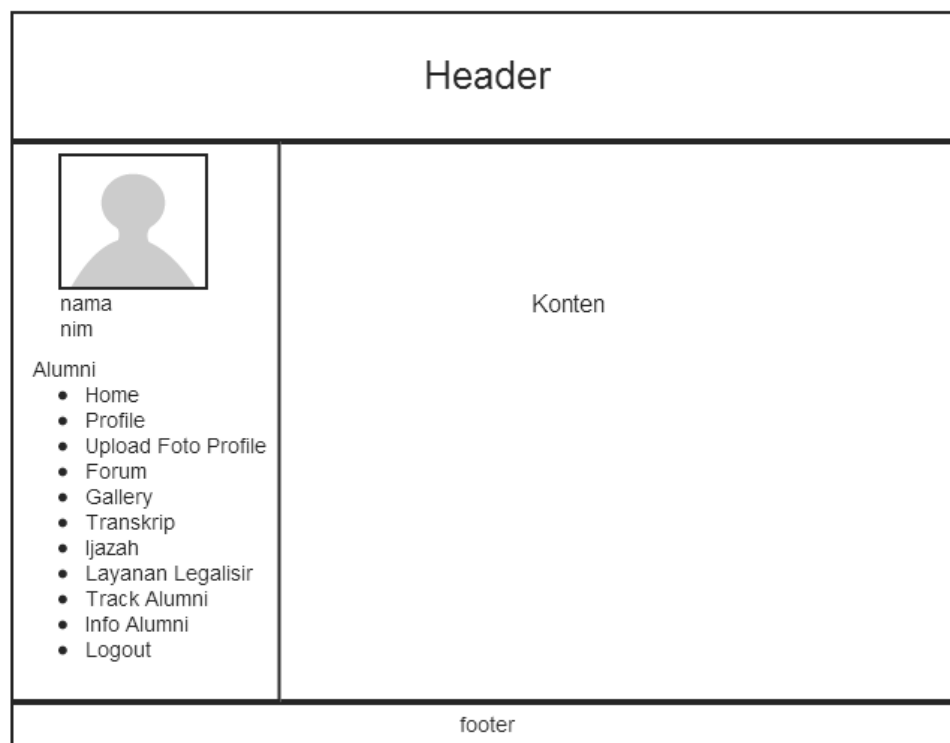 Header
nama
nim
Konten
Alumni
Home
Profile
Upload Foto Profile
Forum
Gallery
Transkrip
Ijazah
Layanan Legalisir
Track Alumni
Info Alumni
Logout
footer